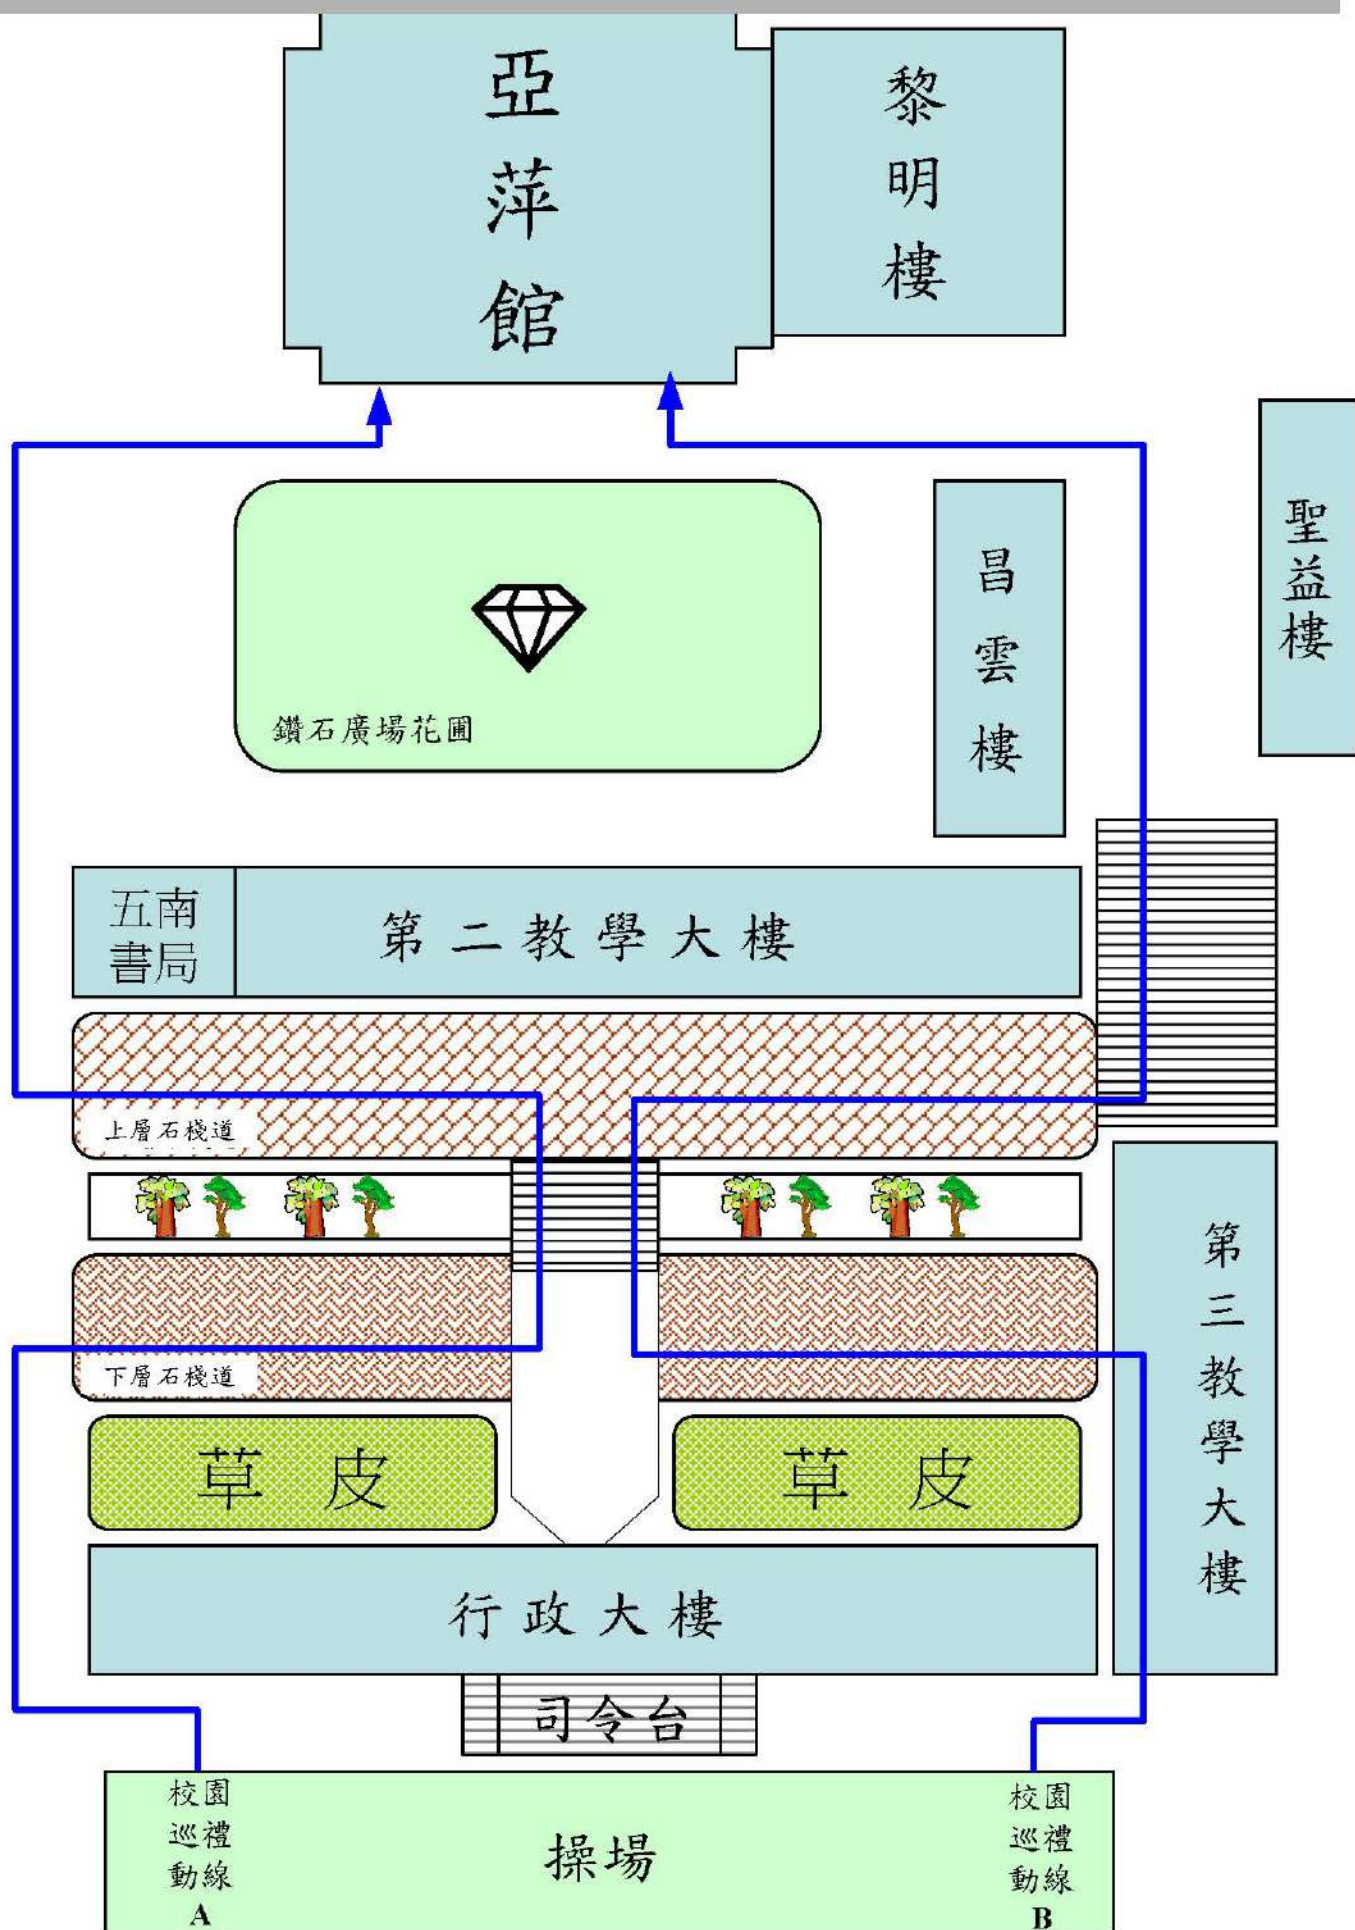 亞萍館
黎明樓
聖益樓
昌雲樓
鑽石廣場花圃
五南
書局
第二教學大樓
上層石棧道
第三教學大樓
下層石棧道
草皮
草皮
行政大樓
司令台
校園
巡禮
動線
A
操場
校園
巡禮
動線
B